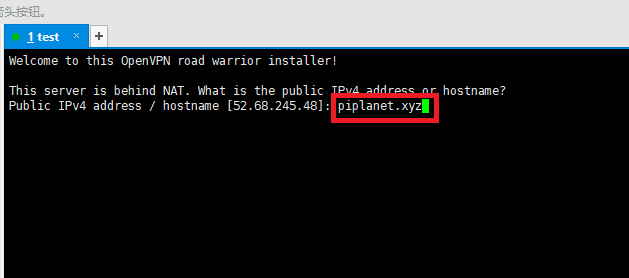 箭头按钮。
1 test × +
Welcome to this OpenVPN road warrior installer!
This server is behind NAT. What is the public IPv4 address or hostname?
Public IPv4 address / hostname [52.68.245.48]: piplanet.xyz